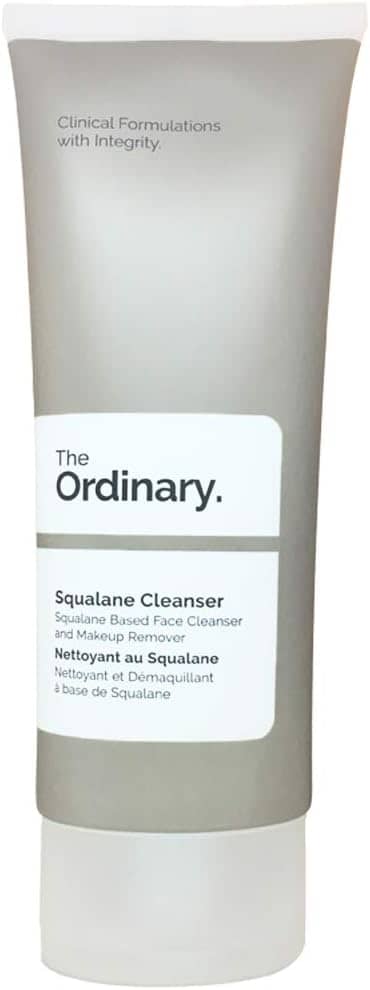 Clinical Formulations
with Integrity.
The
Ordinary.
Squalane Cleanser
Squalane Based Face Cleanser
and Makeup Remover
Nettoyant au Squalane
Nettoyant et Démaquillant
à base de Squalane